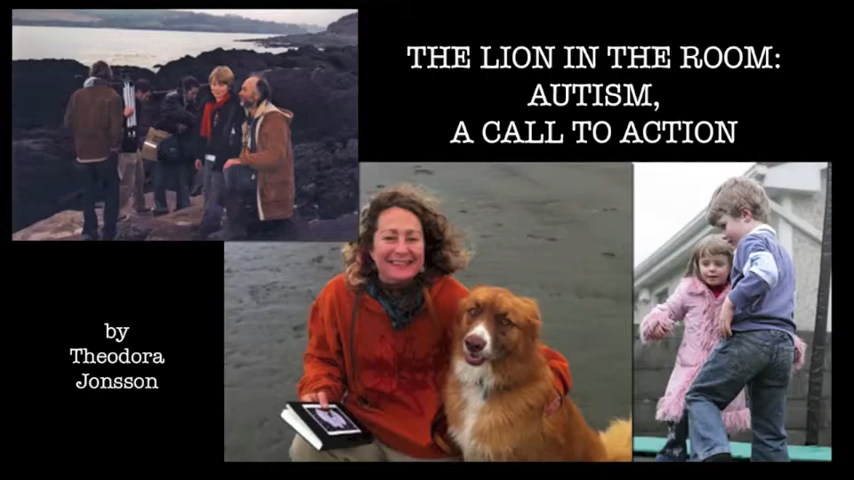 THE LION IN THE ROOM:
AUTISM,
A CALL TO ACTION
by
Theodora
Jonsson